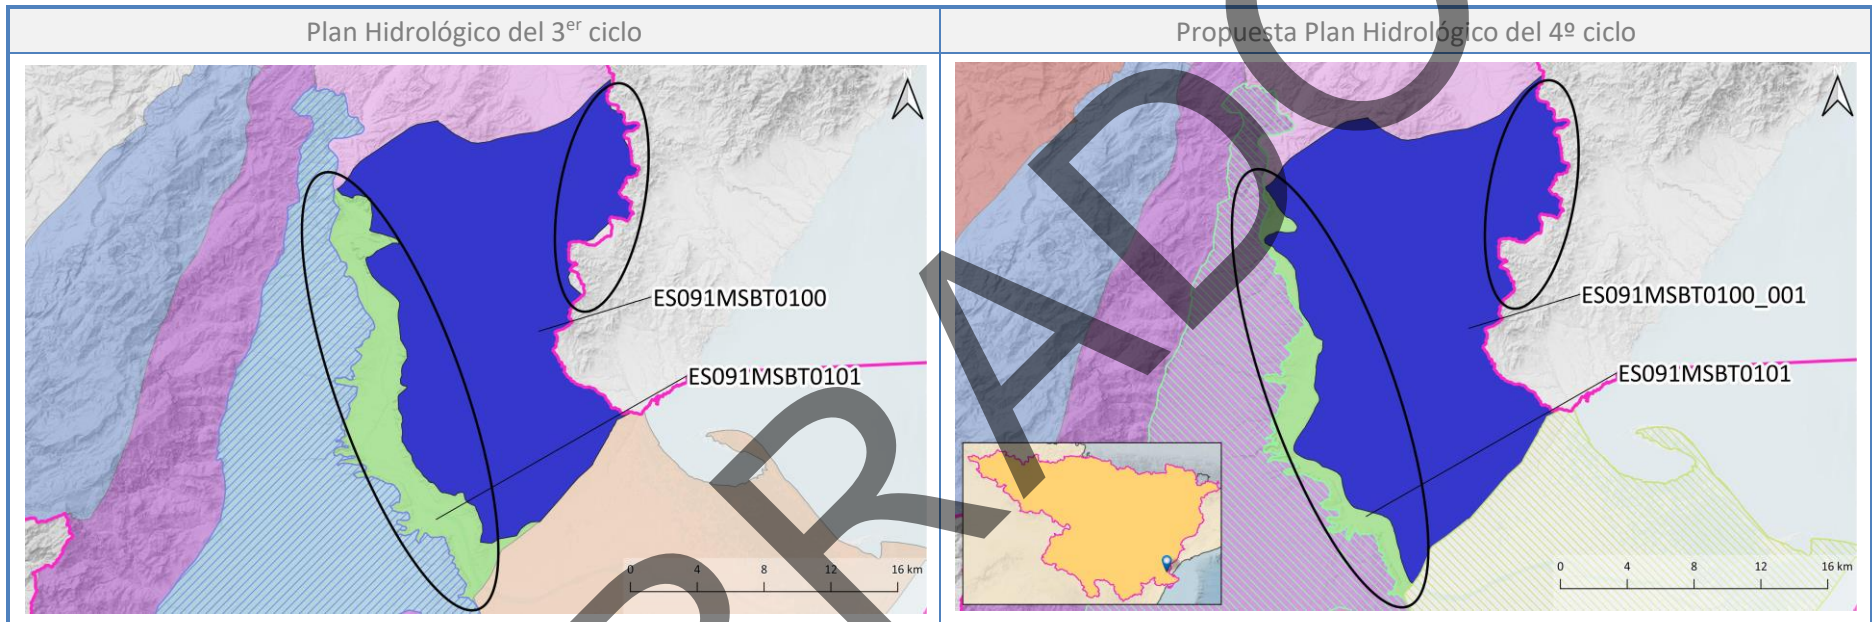 Plan Hidrológico del 3er ciclo
Propuesta Plan Hidrológico del 4º ciclo
ES091MSBT0100
ES091MSBT0101
0 4 8 12 16 km
ES091MSBT0100_001
ES091MSBT0101
0 4 8 12 16 km
RRADO